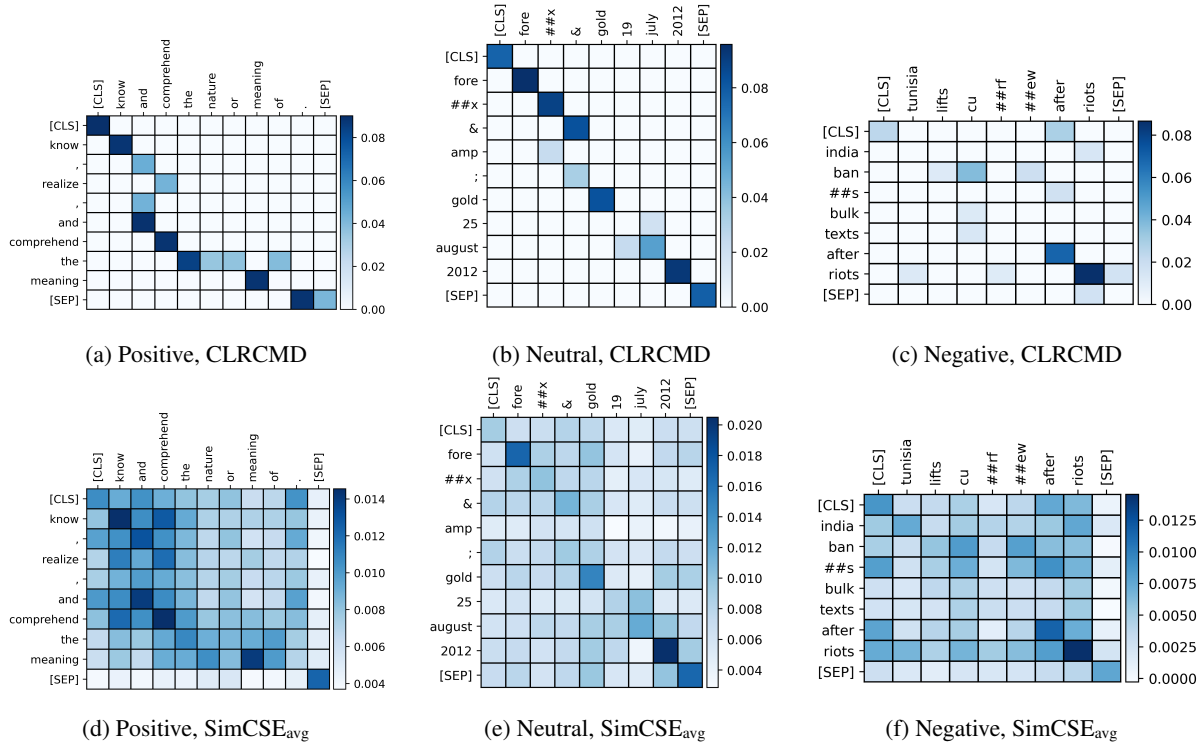 [CLS] know and comprehend the nature or meaning of . [SEP]
[CLS]
know
,
realize
,
and
comprehend
the
meaning
[SEP]
0.08
0.06
0.04
0.02
0.00
(a) Positive, CLRCMD
[CLS] fore ##x & gold 19 july 2012 [SEP]
[CLS]
fore
##x
&
amp
;
gold
25
august
2012
[SEP]
0.08
0.06
0.04
0.02
0.00
(b) Neutral, CLRCMD
[CLS] tunisia lifts cu ##rf ##ew after riots [SEP]
[CLS]
india
ban
##s
bulk
texts
after
riots
[SEP]
0.08
0.06
0.04
0.02
0.00
(c) Negative, CLRCMD
[CLS] know and comprehend the nature or meaning of . [SEP]
[CLS]
know
,
realize
,
and
comprehend
the
meaning
[SEP]
0.014
0.012
0.010
0.008
0.006
0.004
(d) Positive, SimCSEavg
[CLS] fore ##x & gold 19 july 2012 [SEP]
[CLS]
fore
##x
&
amp
;
gold
25
august
2012
[SEP]
0.020
0.018
0.016
0.014
0.012
0.010
0.008
0.006
0.004
(e) Neutral, SimCSEavg
[CLS] tunisia lifts cu ##rf ##ew after riots [SEP]
[CLS]
india
ban
##s
bulk
texts
after
riots
[SEP]
0.0125
0.0100
0.0075
0.0050
0.0025
0.0000
(f) Negative, SimCSEavg